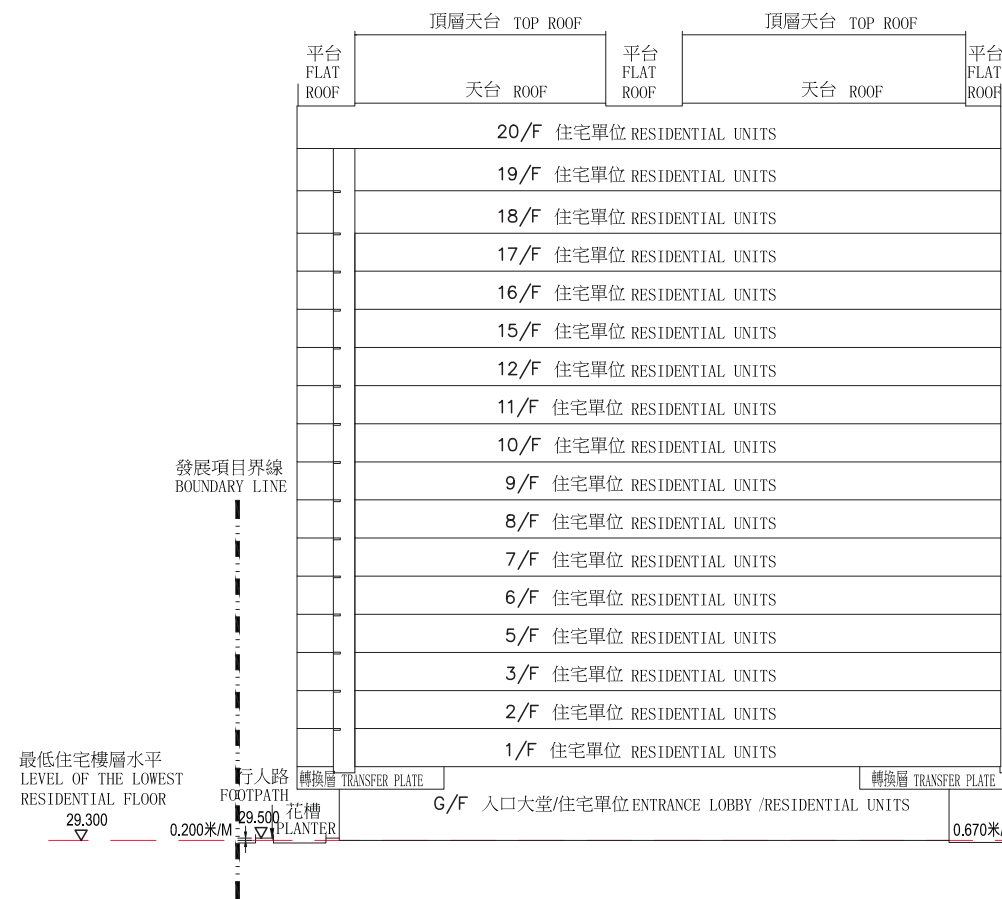 頂層天台 TOP ROOF
頂層天台 TOP ROOF
平台
FLAT
ROOF
平台
FLAT
ROOF
平台
FLAT
ROOF
天台 ROOF
天台 ROOF
20/F 住宅單位 RESIDENTIAL UNITS
19/F 住宅單位 RESIDENTIAL UNITS
18/F 住宅單位 RESIDENTIAL UNITS
17/F 住宅單位 RESIDENTIAL UNITS
16/F 住宅單位 RESIDENTIAL UNITS
15/F 住宅單位 RESIDENTIAL UNITS
12/F 住宅單位 RESIDENTIAL UNITS
11/F 住宅單位 RESIDENTIAL UNITS
10/F 住宅單位 RESIDENTIAL UNITS
9/F 住宅單位 RESIDENTIAL UNITS
8/F 住宅單位 RESIDENTIAL UNITS
7/F 住宅單位 RESIDENTIAL UNITS
6/F 住宅單位 RESIDENTIAL UNITS
5/F 住宅單位 RESIDENTIAL UNITS
3/F 住宅單位 RESIDENTIAL UNITS
2/F 住宅單位 RESIDENTIAL UNITS
1/F 住宅單位 RESIDENTIAL UNITS
發展項目界線
BOUNDARY LINE
最低住宅樓層水平
LEVEL OF THE LOWEST
RESIDENTIAL FLOOR
29.300
行人路
FOOTPATH
轉換層 TRANSFER PLATE
轉換層 TRANSFER PLATE
G/F 入口大堂/住宅單位 ENTRANCE LOBBY /RESIDENTIAL UNITS
花槽
PLANTER
29.500
0.200米/M
0.670米/